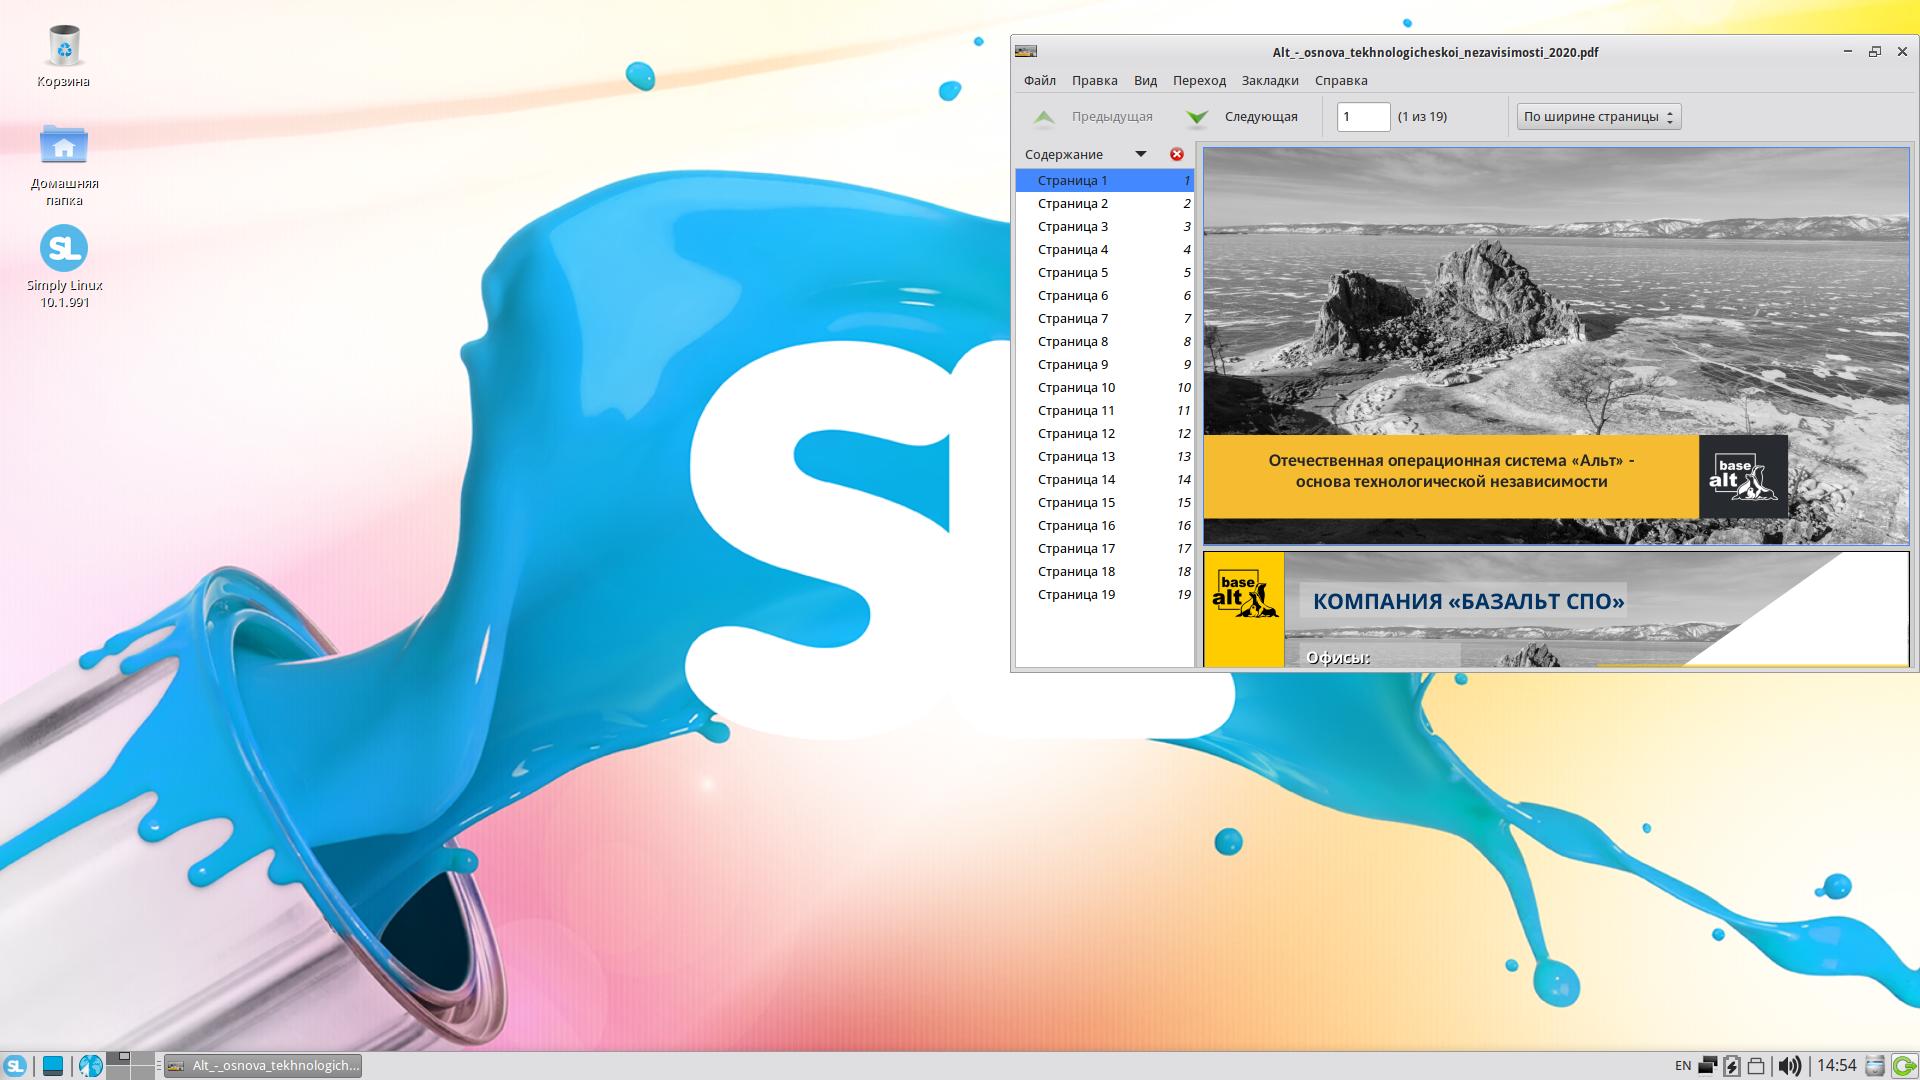 Корзина
Домашняя
папка
SL
Simply Linux
10.1.991
Alt_-_osnova_tekhnologicheskoi_nezavisimosti_2020.pdf
Файл Правка Вид Переход Закладки Справка
Предыдущая Следующая 1 (1 из 19) По ширине страницы
Содержание
Страница 1 1
Страница 2 2
Страница 3 3
Страница 4 4
Страница 5 5
Страница 6 6
Страница 7 7
Страница 8 8
Страница 9 9
Страница 10 10
Страница 11 11
Страница 12 12
Страница 13 13
Страница 14 14
Страница 15 15
Страница 16 16
Страница 17 17
Страница 18 18
Страница 19 19
Отечественная операционная система «Альт» -
основа технологической независимости
base
alt
base
alt
КОМПАНИЯ «БАЗАЛЬТ СПО»
Офисы:
SL Alt_-_osnova_tekhnologich... EN 14:54